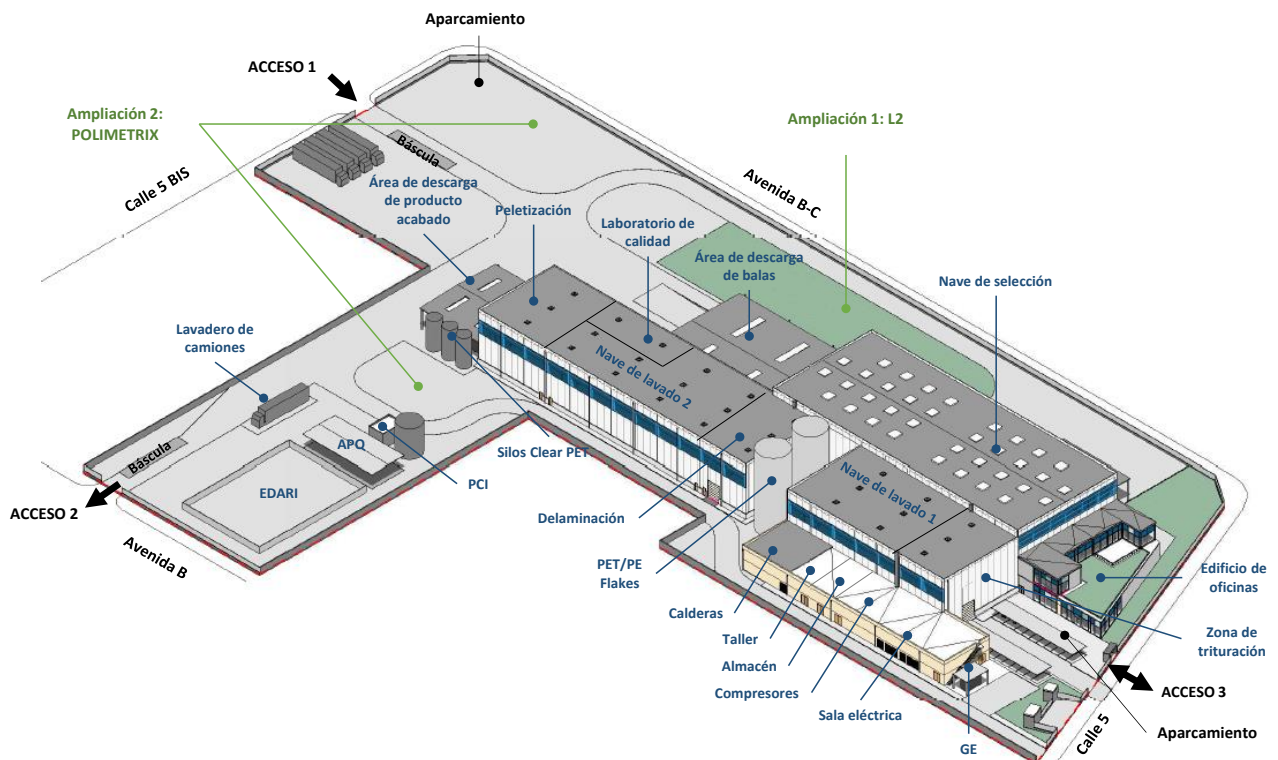 Aparcamiento
ACCESO 1
Ampliación 2:
POLIMETRIX
Ampliación 1: L2
Báscula
Calle 5 BIS
Avenida B-C
Área de descarga
de producto
acabado
Peletización
Laboratorio de
calidad
Área de descarga
de balas
Nave de selección
Lavadero de
camiones
Nave de lavado 2
APQ
Silos Clear PET
Báscula
PCI
EDARI
ACCESO 2
Avenida B
Nave de lavado 1
Delaminación
PET/PE
Flakes
Edificio de
oficinas
Calderas
Taller
Zona de
trituración
Almacén
Compresores
ACCESO 3
Sala eléctrica
Calle 5
Aparcamiento
GE